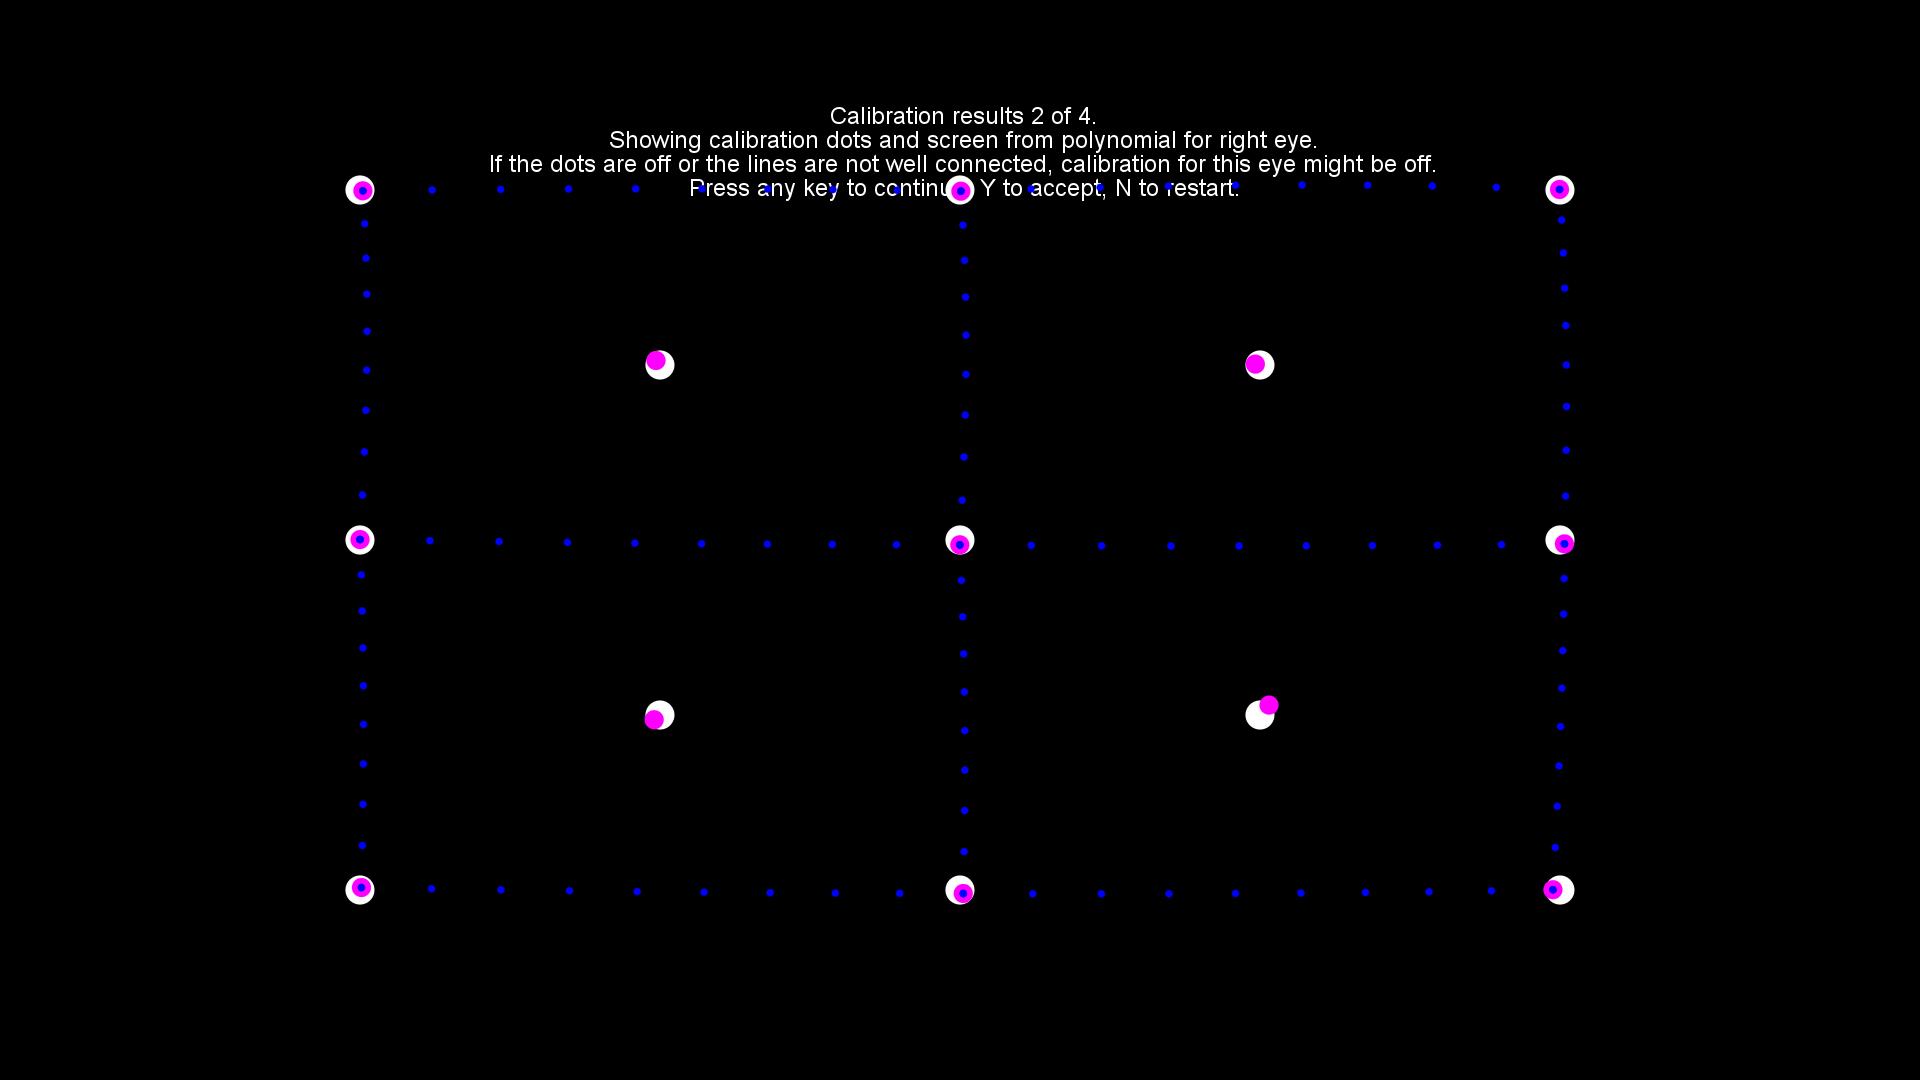 Calibration results 2 of 4.
Showing calibration dots and screen from polynomial for right eye.
If the dots are off or the lines are not well connected, calibration for this eye might be off.
Press any key to continue, Y to accept, N to restart.